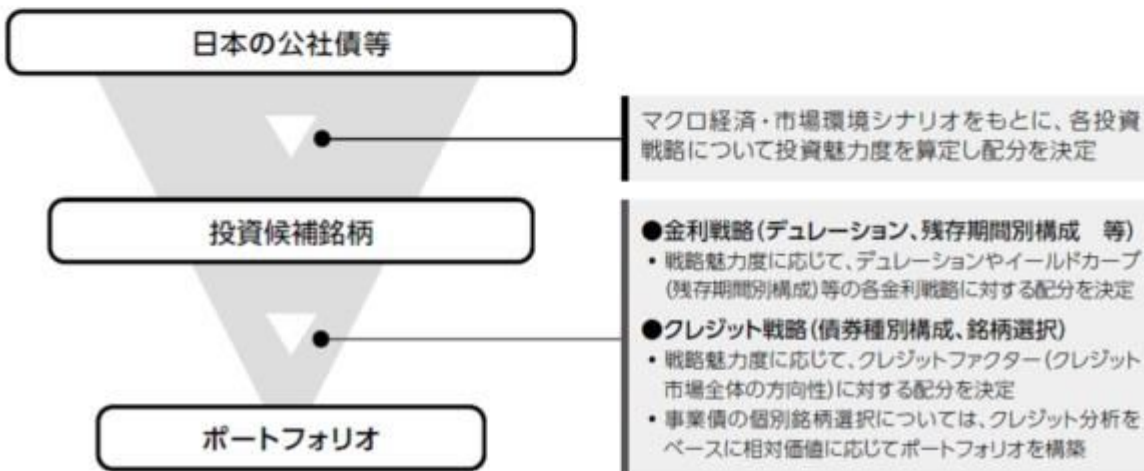 日本の公社債等
マクロ経済・市場環境シナリオをもとに、各投資
戦略について投資魅力度を算定し配分を決定
投資候補銘柄
●金利戦略(デュレーション、残存期間別構成　等)
• 戦略魅力度に応じて、デュレーションやイールドカーブ
(残存期間別構成)等の各金利戦略に対する配分を決定
●クレジット戦略(債券種別構成、銘柄選択)
• 戦略魅力度に応じて、クレジットファクター(クレジット
市場全体の方向性)に対する配分を決定
• 事業債の個別銘柄選択については、クレジット分析を
ベースに相対価値に応じてポートフォリオを構築
ポートフォリオ